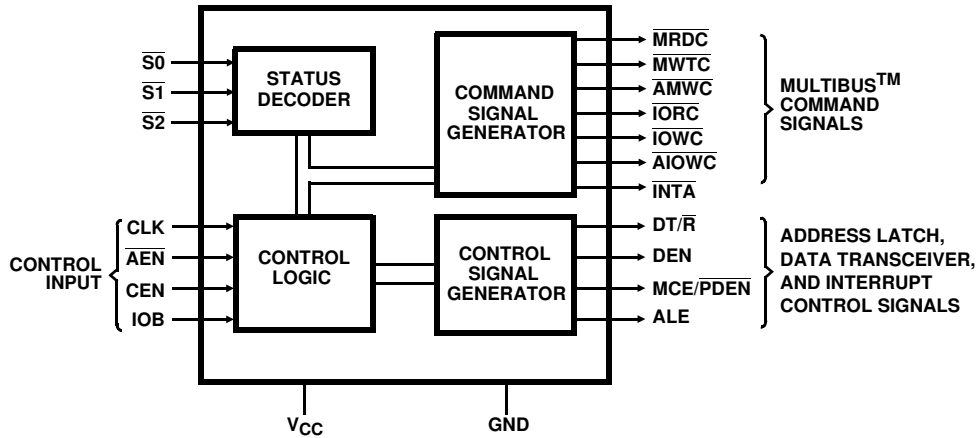 S0
S1
S2
STATUS
DECODER
COMMAND
SIGNAL
GENERATOR
MRDC
MWTC
AMWC
IORC
IOWC
AIOWC
INTA
MULTIBUS™
COMMAND
SIGNALS
CONTROL
INPUT
CLK
AEN
CEN
IOB
CONTROL
LOGIC
CONTROL
SIGNAL
GENERATOR
DT/R
DEN
MCE/PDEN
ALE
ADDRESS LATCH,
DATA TRANSCEIVER,
AND INTERRUPT
CONTROL SIGNALS
VCC
GND